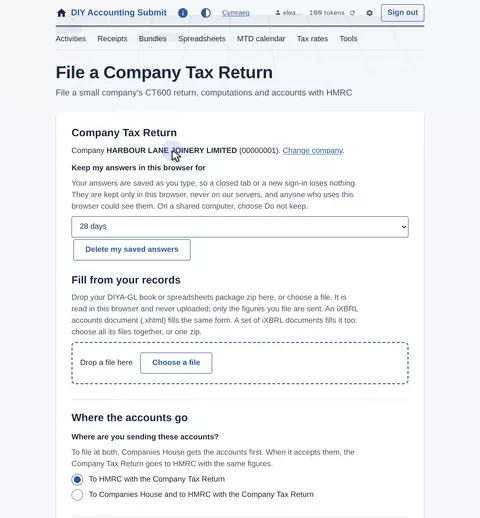 DIY Accounting Submit
Cymraeg
elea...
100 tokens
Sign out
Activities
Receipts
Bundles
Spreadsheets
MTD calendar
Tax rates
Tools
File a Company Tax Return
File a small company's CT600 return, computations and accounts with HMRC
Company Tax Return
Company HARBOUR LANE JOINERY LIMITED (00000001). Change company.
Keep my answers in this browser for
Your answers are saved as you type, so a closed tab or a new sign-in loses nothing.
They are kept only in this browser, never on our servers, and anyone who uses this
browser could see them. On a shared computer, choose Do not keep.
28 days
Delete my saved answers
Fill from your records
Drop your DIYA-GL book or spreadsheets package zip here, or choose a file. It is
read in this browser and never uploaded; only the figures you file are sent. An iXBRL
accounts document (.xhtml) fills the same form. A set of iXBRL documents fills it too:
choose all its files together, or one zip.
Drop a file here
Choose a file
Where the accounts go
Where are you sending these accounts?
To file at both, Companies House gets the accounts first. When it accepts them, the
Company Tax Return goes to HMRC with the same figures.
To HMRC with the Company Tax Return
To Companies House and to HMRC with the Company Tax Return